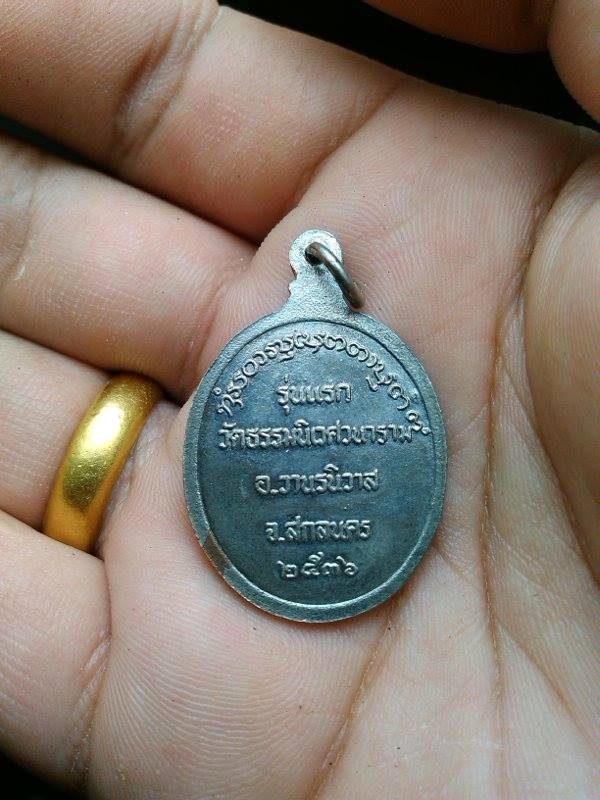 รุ่นแรก
วัดธรรมนิเวศวนาราม
อ.วานรนิวาส
จ.สกลนคร
๒๕๓๖